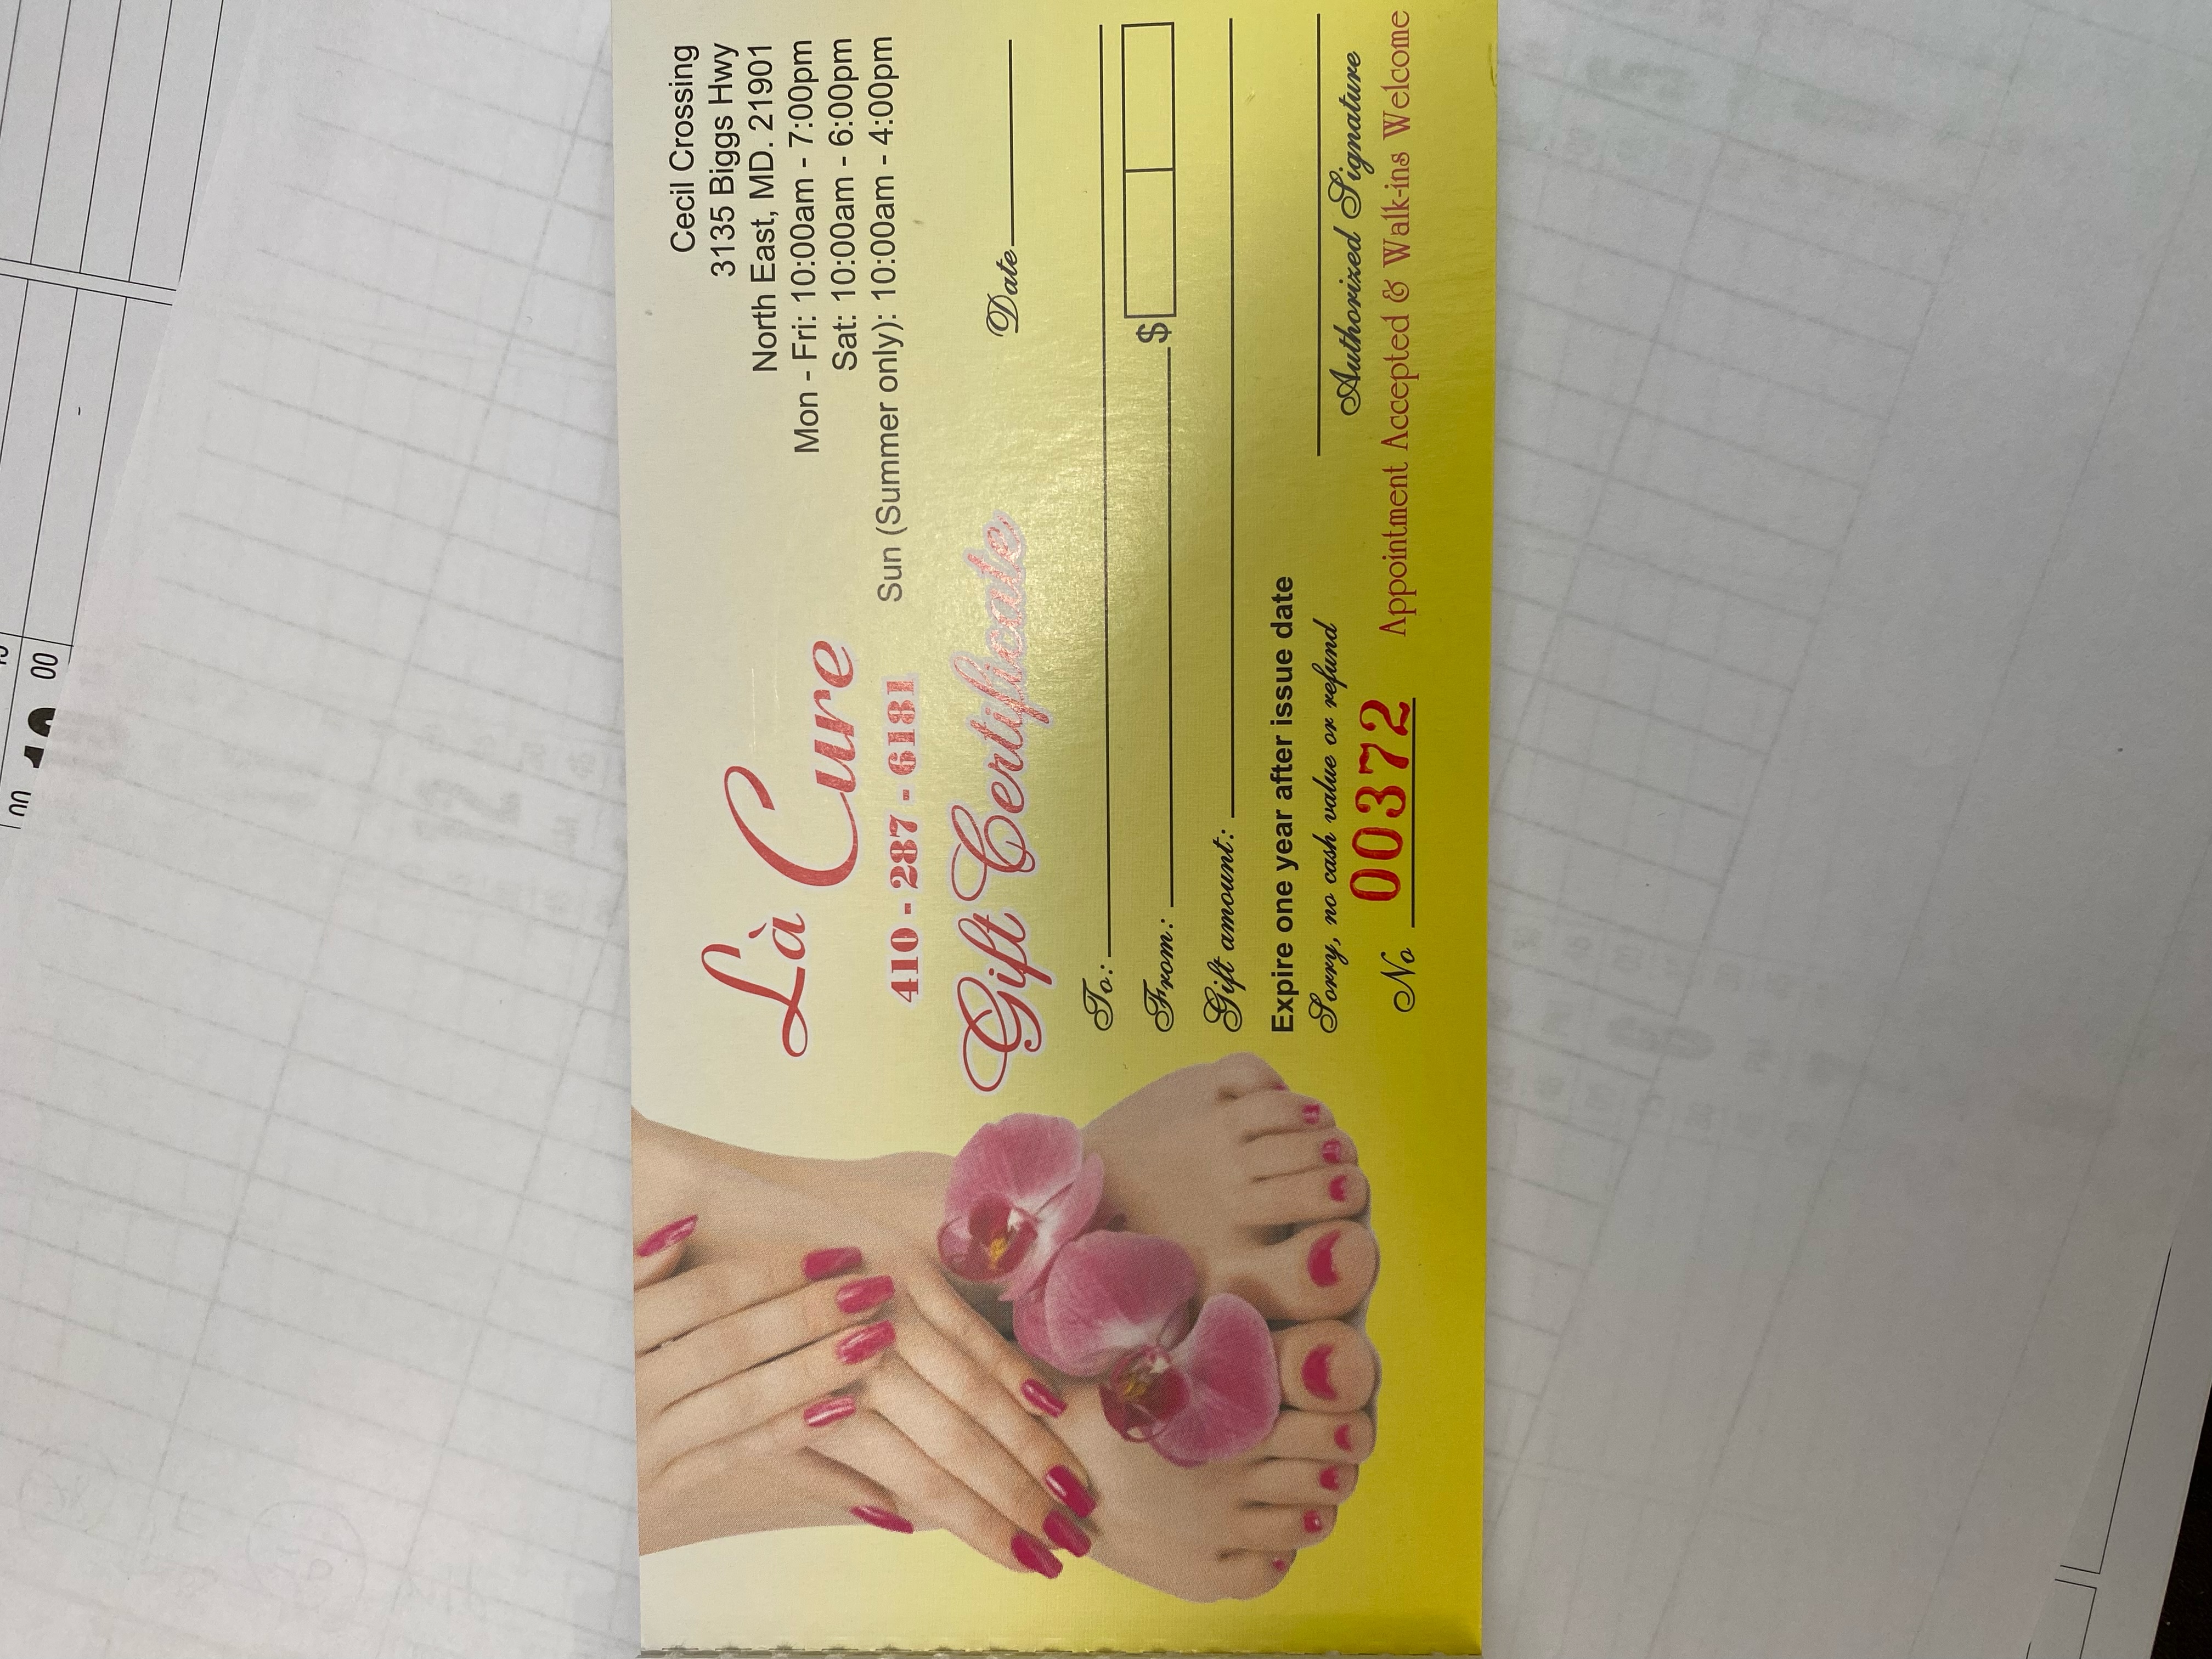 00 10 00
Là Cure
410 - 287 - 6181
Gift Certificate
Cecil Crossing
3135 Biggs Hwy
North East, MD. 21901
Mon - Fri: 10:00am - 7:00pm
Sat: 10:00am - 6:00pm
Sun (Summer only): 10:00am - 4:00pm
Date
To:
From: $
Gift amount:
Expire one year after issue date
Sorry, no cash value or refund
No 00372
Authorized Signature
Appointment Accepted & Walk-ins Welcome